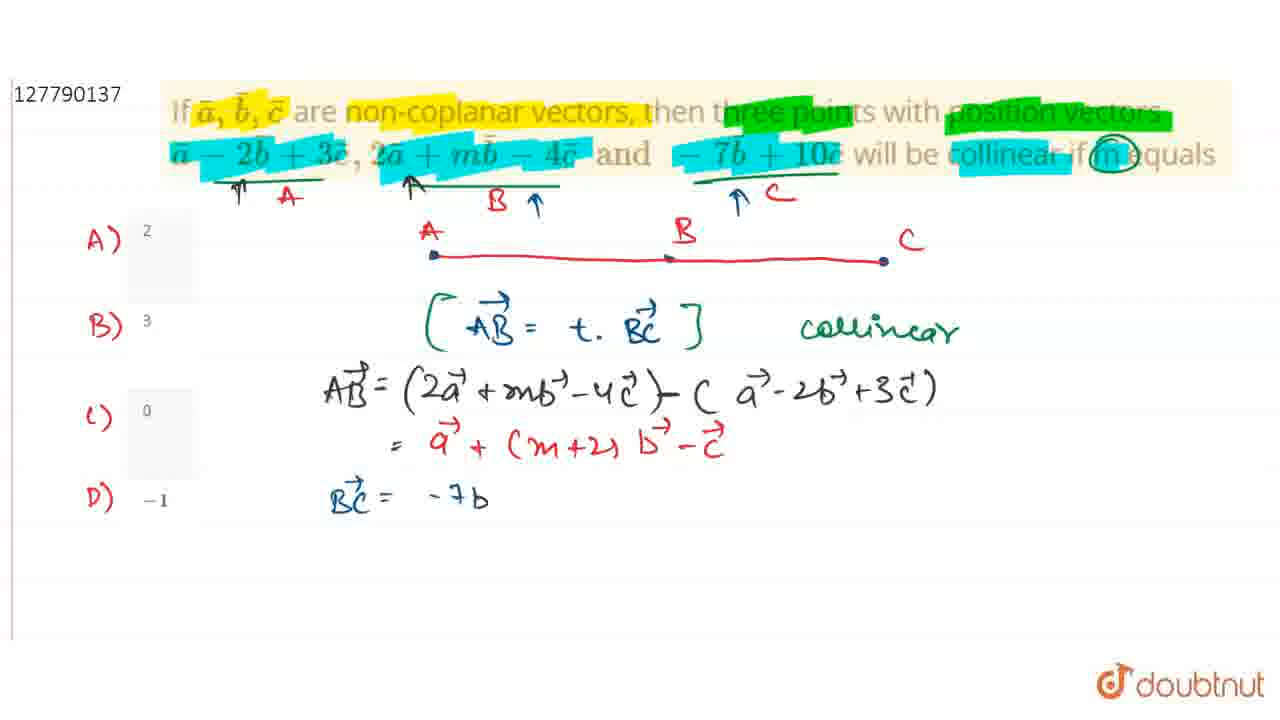 127790137
If ā, b̄, c̄ are non-coplanar vectors, then three points with position vectors
ā − 2b̄ + 3c̄, 2ā + mb̄ − 4c̄ and −7b̄ + 10c̄ will be collinear if m equals
A B C
A) 2
A B C
B) 3
[AB⃗ = t. BC⃗] collinear
AB⃗ = (2a⃗ + mb⃗ - 4c⃗) - (a⃗ - 2b⃗ + 3c⃗)
C) 0
= a⃗ + (m+2) b⃗ - c⃗
D) −1
BC⃗ = -7b
doubtnut